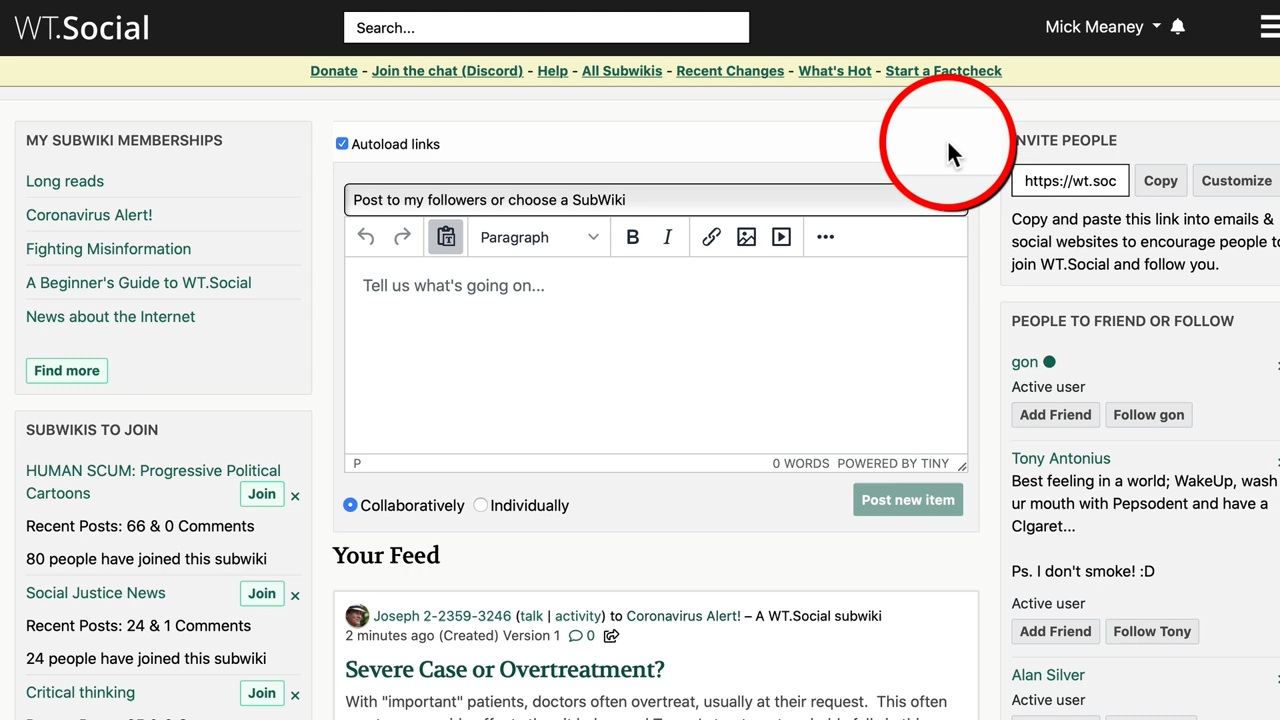 WT.Social
Search...
Mick Meaney
Donate - Join the chat (Discord) - Help - All Subwikis - Recent Changes - What's Hot - Start a Factcheck
MY SUBWIKI MEMBERSHIPS
Long reads
Coronavirus Alert!
Fighting Misinformation
A Beginner's Guide to WT.Social
News about the Internet
Find more
SUBWIKIS TO JOIN
HUMAN SCUM: Progressive Political
Cartoons
Join ×
Recent Posts: 66 & 0 Comments
80 people have joined this subwiki
Social Justice News
Join ×
Recent Posts: 24 & 1 Comments
24 people have joined this subwiki
Critical thinking
Join ×
Autoload links
Post to my followers or choose a SubWiki
Paragraph
B I
Tell us what's going on...
P
0 WORDS POWERED BY TINY
Collaboratively Individually
Post new item
Your Feed
Joseph 2-2359-3246 (talk | activity) to Coronavirus Alert! – A WT.Social subwiki
2 minutes ago (Created) Version 1 0
Severe Case or Overtreatment?
With "important" patients, doctors often overtreat, usually at their request. This often
INVITE PEOPLE
https://wt.soc
Copy
Customize
Copy and paste this link into emails &
social websites to encourage people to
join WT.Social and follow you.
PEOPLE TO FRIEND OR FOLLOW
gon
Active user
Add Friend
Follow gon
Tony Antonius
Best feeling in a world; WakeUp, wash
ur mouth with Pepsodent and have a
CIgaret...
Ps. I don't smoke! :D
Active user
Add Friend
Follow Tony
Alan Silver
Active user